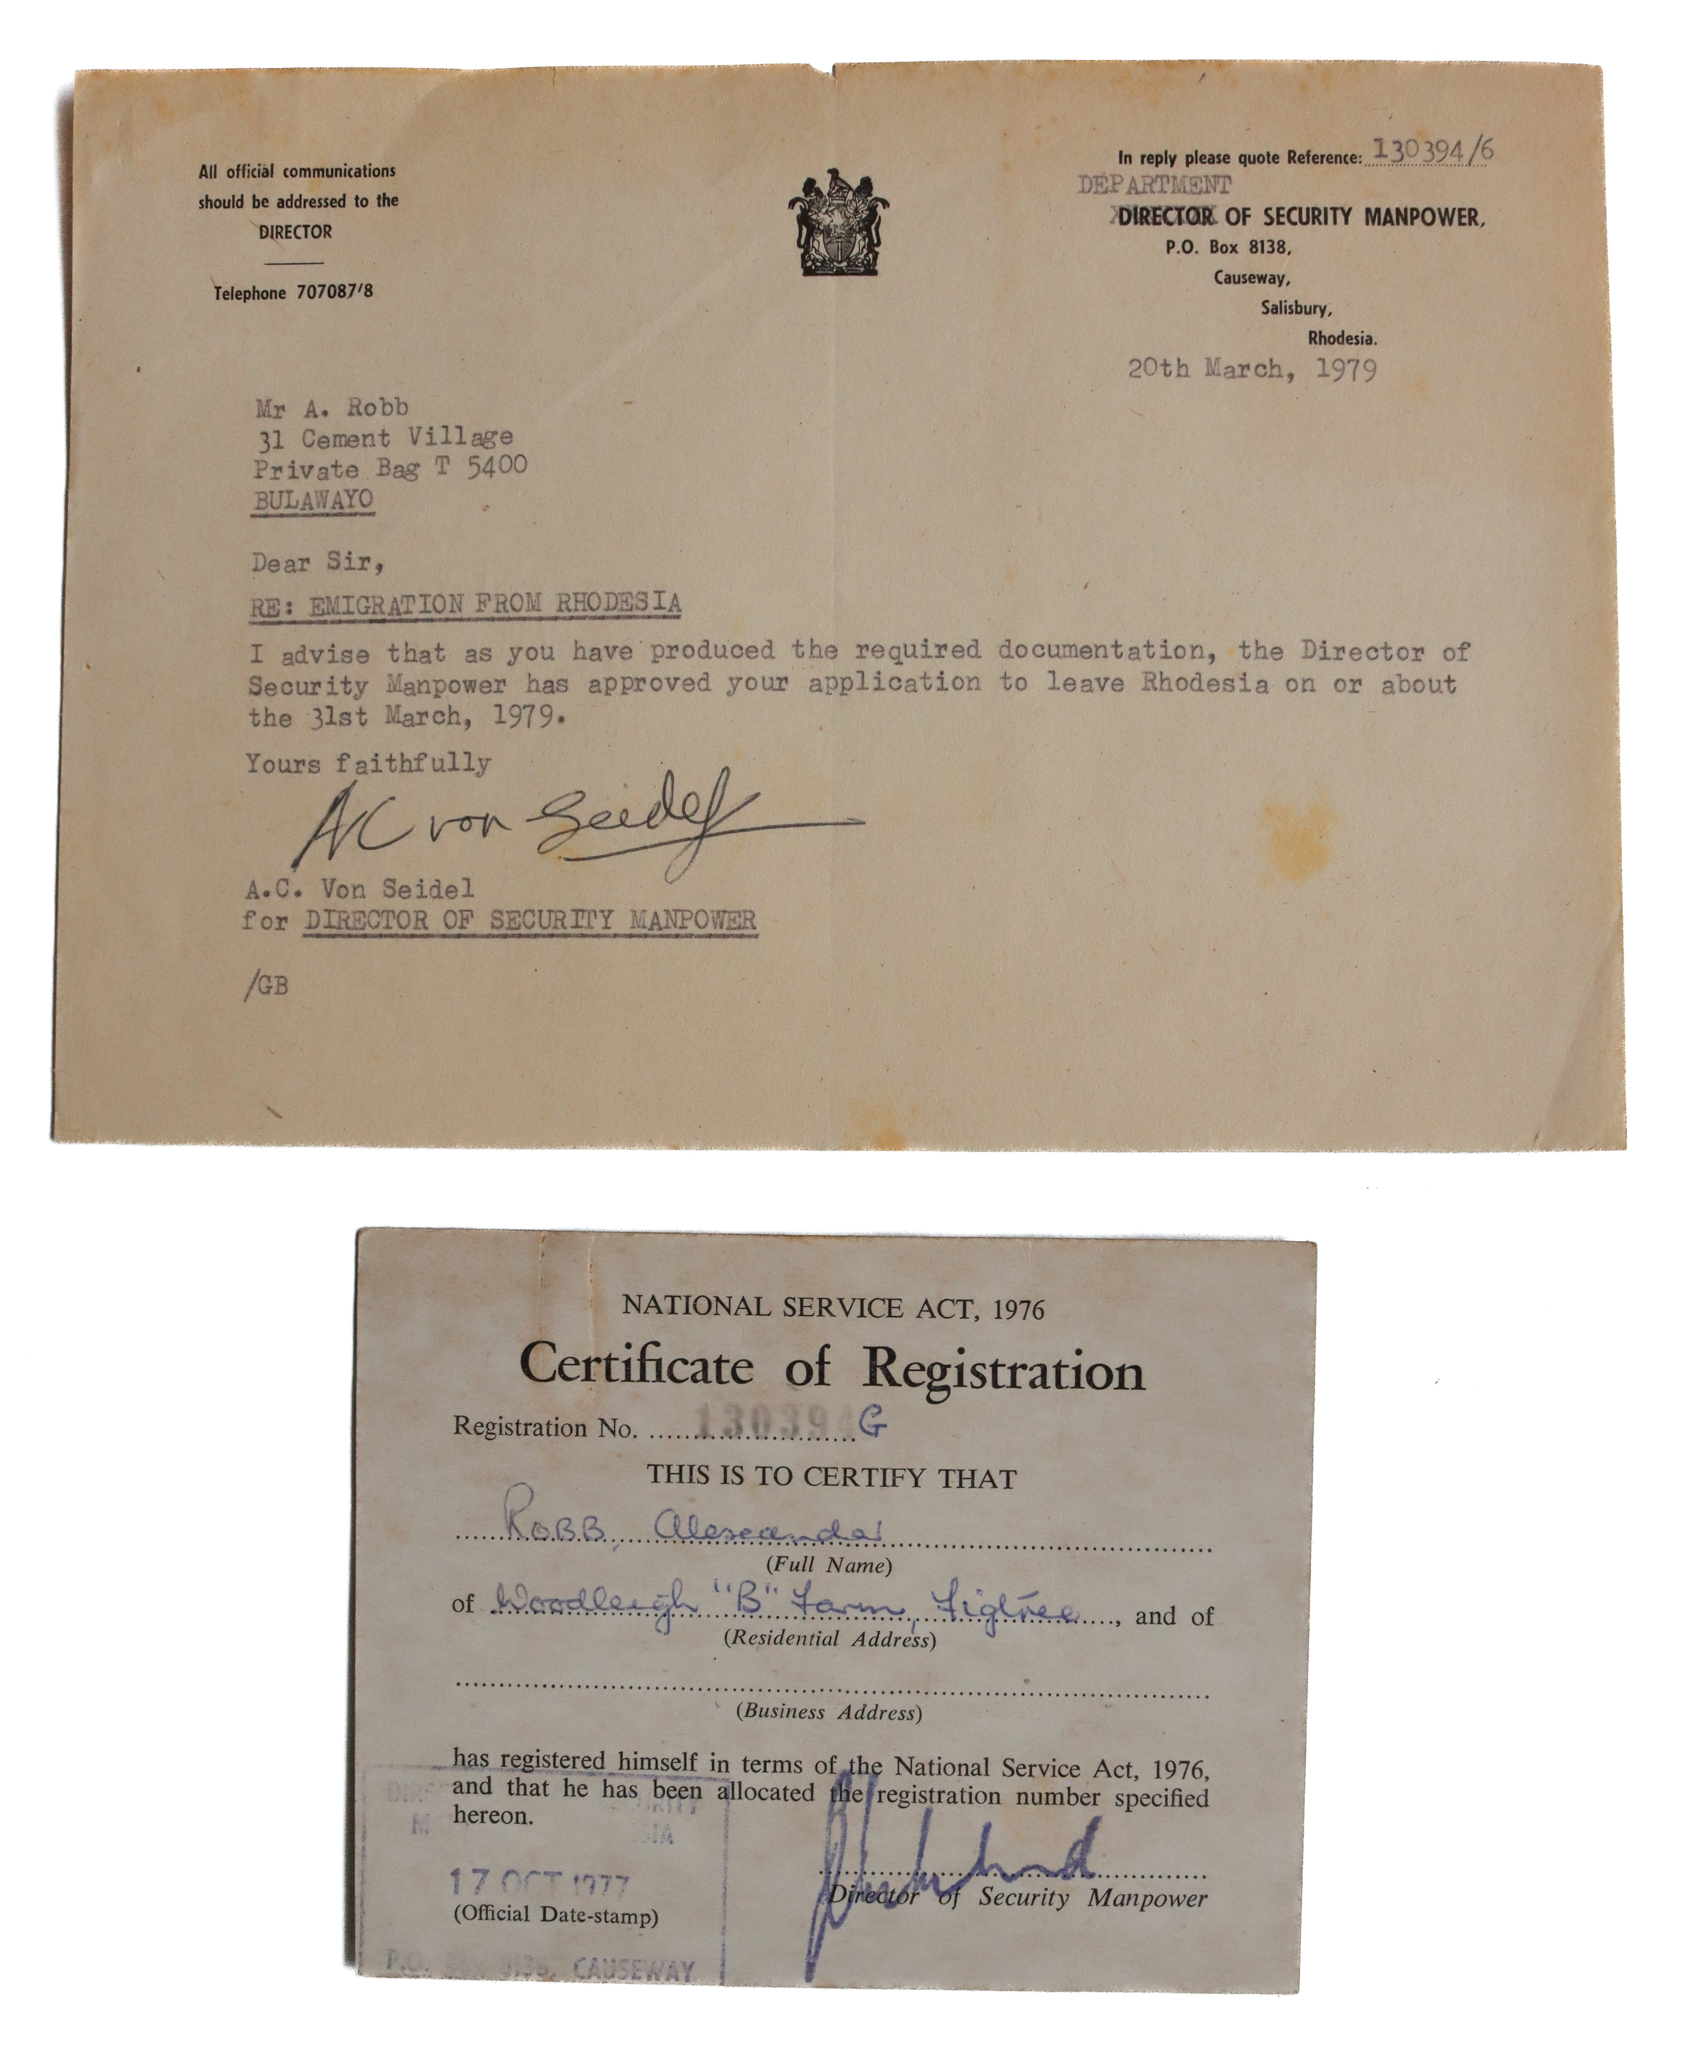 All official communications
should be addressed to the
DIRECTOR
Telephone 707087/8
In reply please quote Reference: 130394/6
DEPARTMENT
DIRECTOR OF SECURITY MANPOWER,
P.O. Box 8138,
Causeway,
Salisbury,
Rhodesia.
20th March, 1979
Mr A. Robb
31 Cement Village
Private Bag T 5400
BULAWAYO
Dear Sir,
RE: EMIGRATION FROM RHODESIA
I advise that as you have produced the required documentation, the Director of
Security Manpower has approved your application to leave Rhodesia on or about
the 31st March, 1979.
Yours faithfully
AC von Seidel
A.C. Von Seidel
for DIRECTOR OF SECURITY MANPOWER
/GB
NATIONAL SERVICE ACT, 1976
Certificate of Registration
Registration No. 130394 G
THIS IS TO CERTIFY THAT
ROBB, Alexander
(Full Name)
of Woodleigh "B" Farm, Figtree, and of
(Residential Address)
(Business Address)
has registered himself in terms of the National Service Act, 1976,
and that he has been allocated the registration number specified
hereon.
17 OCT 1977
(Official Date-stamp)
Director of Security Manpower
P.O. Box 8138, CAUSEWAY